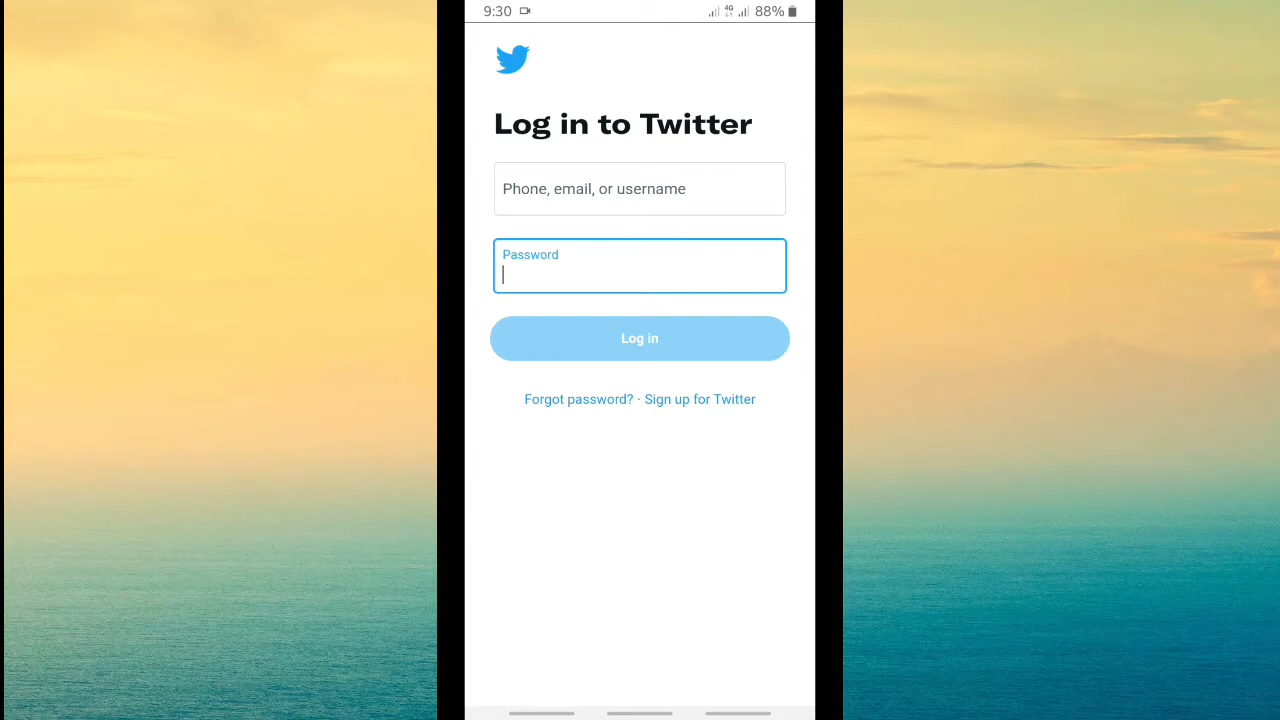 9:30 4G 88%
Log in to Twitter
Phone, email, or username
Password
Log in
Forgot password? · Sign up for Twitter